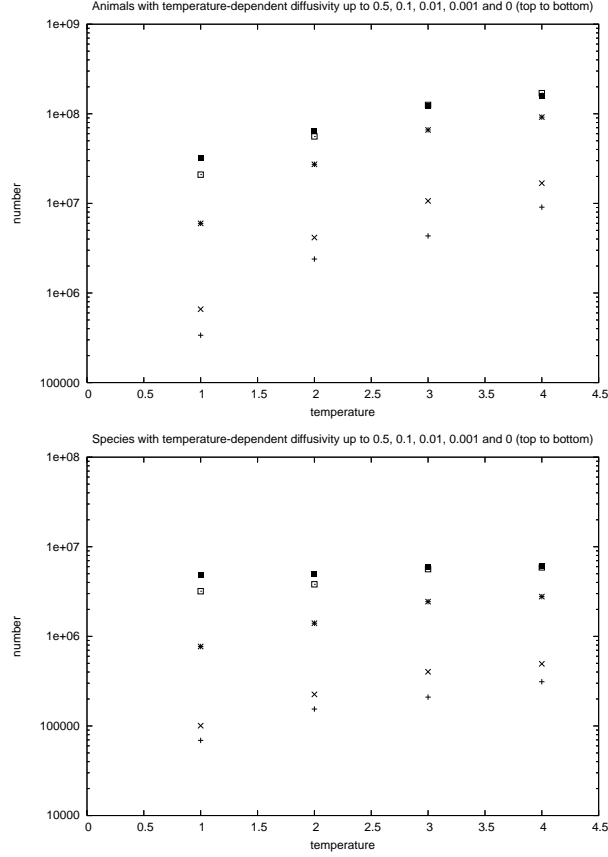 Animals with temperature-dependent diffusivity up to 0.5, 0.1, 0.01, 0.001 and 0 (top to bottom)
1e+09
1e+08
1e+07
1e+06
100000
number
0 0.5 1 1.5 2 2.5 3 3.5 4 4.5
temperature
Species with temperature-dependent diffusivity up to 0.5, 0.1, 0.01, 0.001 and 0 (top to bottom)
1e+08
1e+07
1e+06
100000
10000
number
0 0.5 1 1.5 2 2.5 3 3.5 4 4.5
temperature